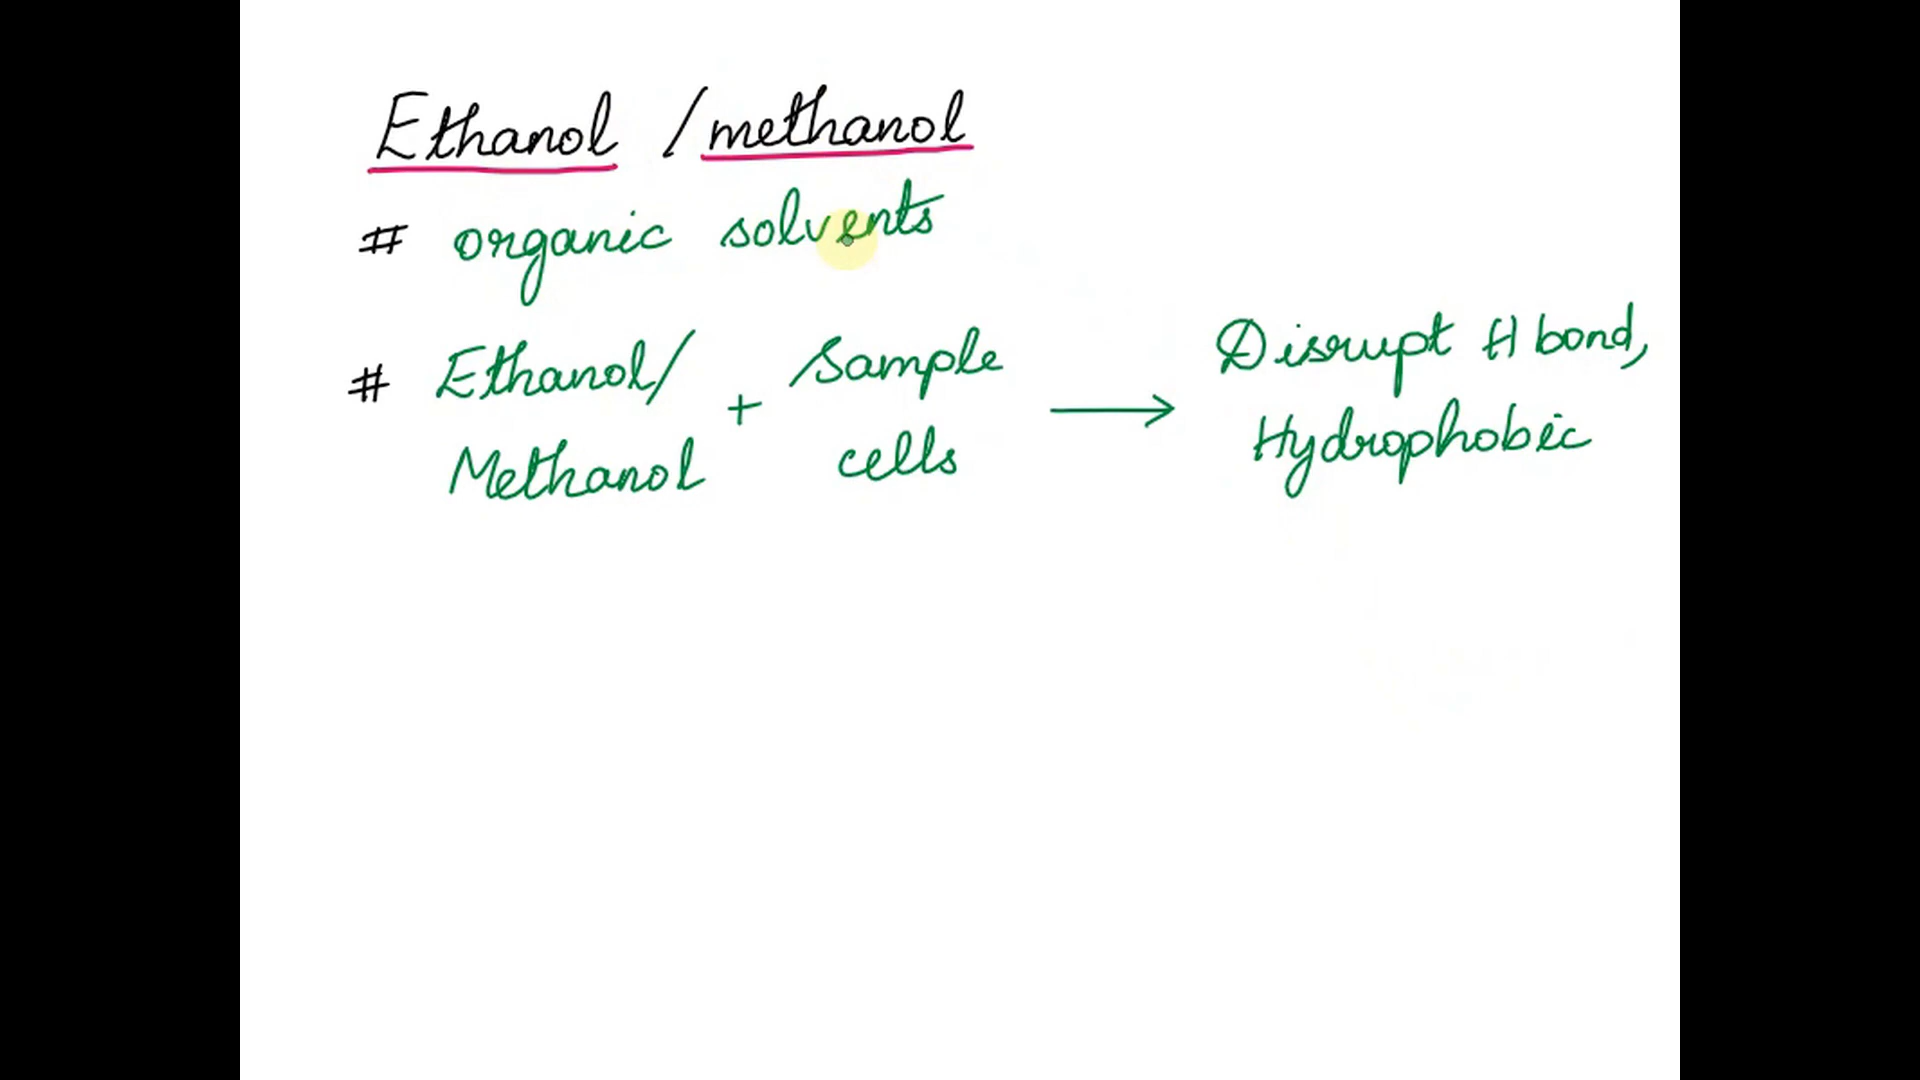 Ethanol / methanol
# organic solvents
# Ethanol/ Methanol + Sample cells → Disrupt H bond, Hydrophobic